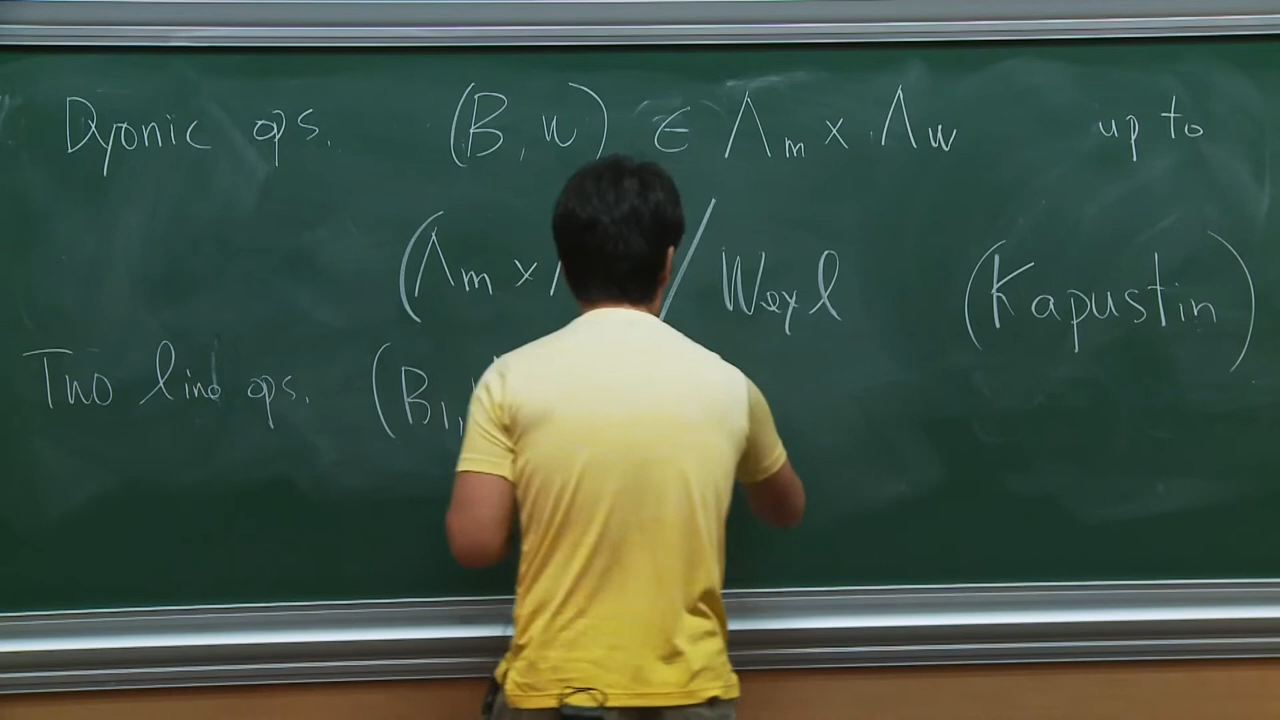 Dyonic ops. (B, w) ∈ Λm × Λw up to
(Λm × / Weyl (Kapustin)
Two line ops. (B1,